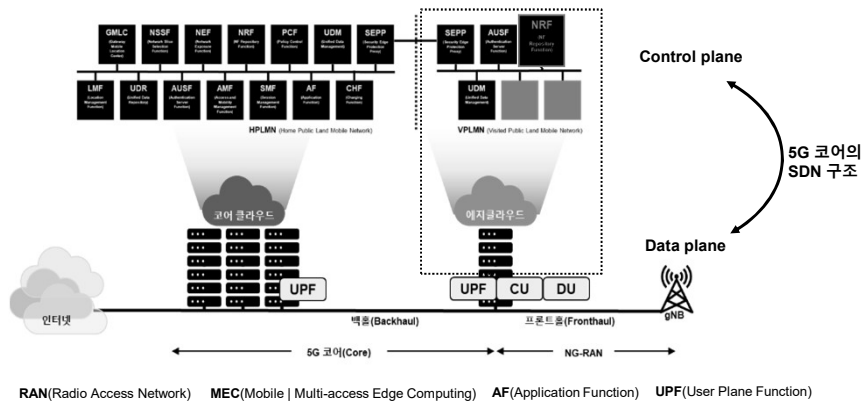 GMLC
(Gateway
Mobile
Location
Center)
NSSF
(Network Slice
Selection
Function)
NEF
(Network
Exposure
Function)
NRF
(NF
Repository
Function)
PCF
(Policy Control
Function)
UDM
(Unified Data
Management)
SEPP
(Security Edge
Protection
Proxy)
SEPP
(Security Edge
Protection
Proxy)
AUSF
(Authentication
Server
Function)
NRF
(NF
Repository
Function)
LMF
(Location
Management
Function)
UDR
(Unified Data
Repository)
AUSF
(Authentication
Server
Function)
AMF
(Access and
Mobility
Management
Function)
SMF
(Session
Management
Function)
AF
(Application
Function)
CHF
(Charging
Function)
UDM
(Unified Data
Management)
HPLMN (Home Public Land Mobile Network)
VPLMN (Visited Public Land Mobile Network)
Control plane
5G 코어의
SDN 구조
Data plane
코어 클라우드
에지클라우드
UPF
UPF
CU
DU
gNB
인터넷
백홀(Backhaul)
프론트홀(Fronthaul)
5G 코어(Core)
NG-RAN
RAN(Radio Access Network) MEC(Mobile | Multi-access Edge Computing) AF(Application Function) UPF(User Plane Function)